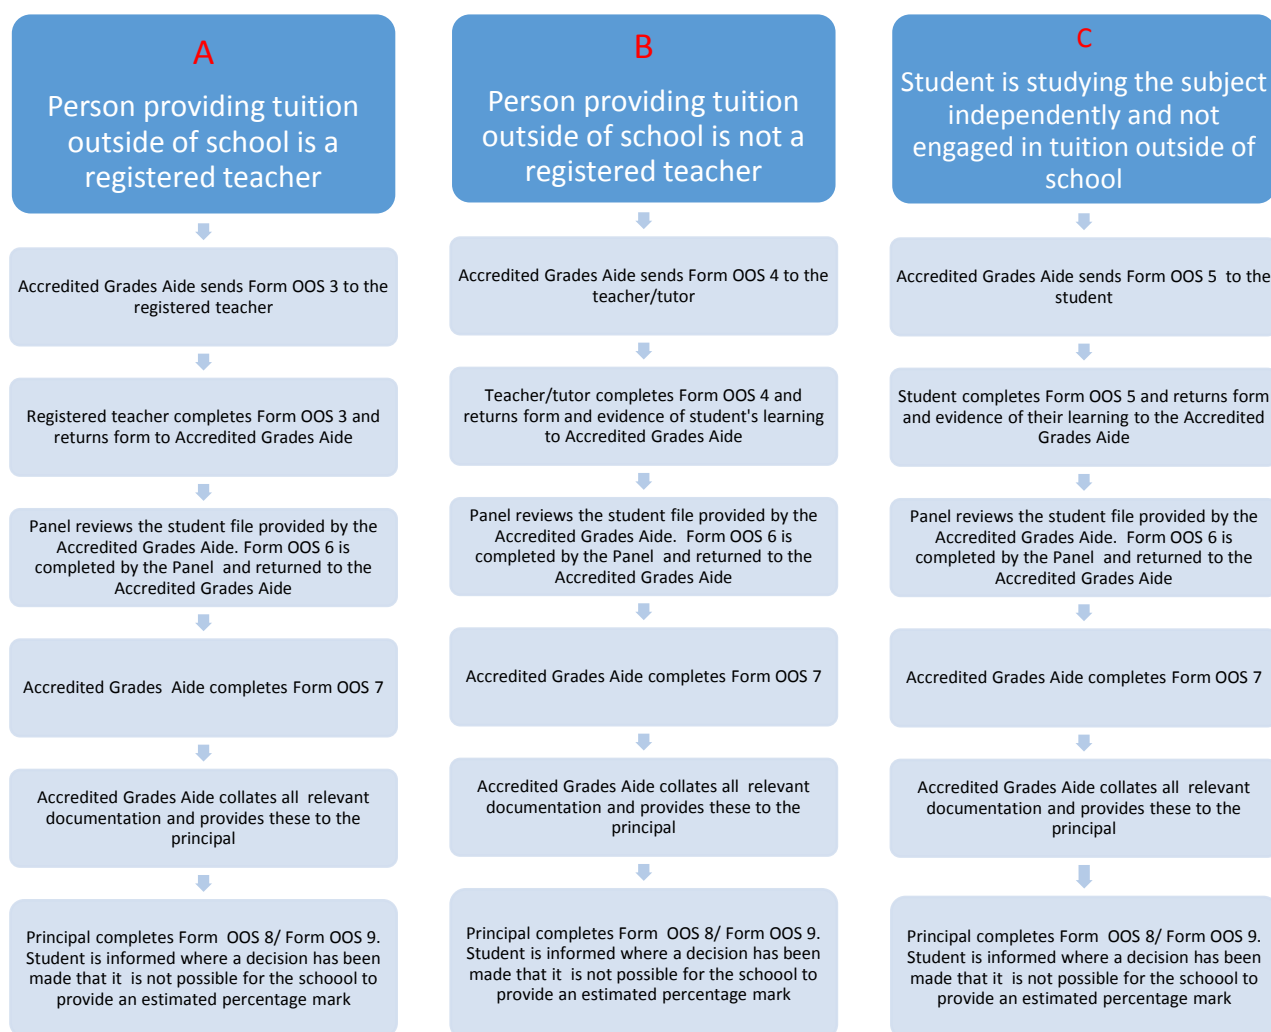 A
Person providing tuition
outside of school is a
registered teacher
Accredited Grades Aide sends Form OOS 3 to the
registered teacher
Registered teacher completes Form OOS 3 and
returns form to Accredited Grades Aide
Panel reviews the student file provided by the
Accredited Grades Aide. Form OOS 6 is
completed by the Panel and returned to the
Accredited Grades Aide
Accredited Grades Aide completes Form OOS 7
Accredited Grades Aide collates all relevant
documentation and provides these to the
principal
Principal completes Form OOS 8/ Form OOS 9.
Student is informed where a decision has been
made that it is not possible for the schoool to
provide an estimated percentage mark
B
Person providing tuition
outside of school is not a
registered teacher
Accredited Grades Aide sends Form OOS 4 to the
teacher/tutor
Teacher/tutor completes Form OOS 4 and
returns form and evidence of student's learning
to Accredited Grades Aide
Panel reviews the student file provided by the
Accredited Grades Aide. Form OOS 6 is
completed by the Panel and returned to the
Accredited Grades Aide
Accredited Grades Aide completes Form OOS 7
Accredited Grades Aide collates all relevant
documentation and provides these to the
principal
Principal completes Form OOS 8/ Form OOS 9.
Student is informed where a decision has been
made that it is not possible for the schoool to
provide an estimated percentage mark
C
Student is studying the subject
independently and not
engaged in tuition outside of
school
Accredited Grades Aide sends Form OOS 5 to the
student
Student completes Form OOS 5 and returns form
and evidence of their learning to the Accredited
Grades Aide
Panel reviews the student file provided by the
Accredited Grades Aide. Form OOS 6 is
completed by the Panel and returned to the
Accredited Grades Aide
Accredited Grades Aide completes Form OOS 7
Accredited Grades Aide collates all relevant
documentation and provides these to the
principal
Principal completes Form OOS 8/ Form OOS 9.
Student is informed where a decision has been
made that it is not possible for the schoool to
provide an estimated percentage mark